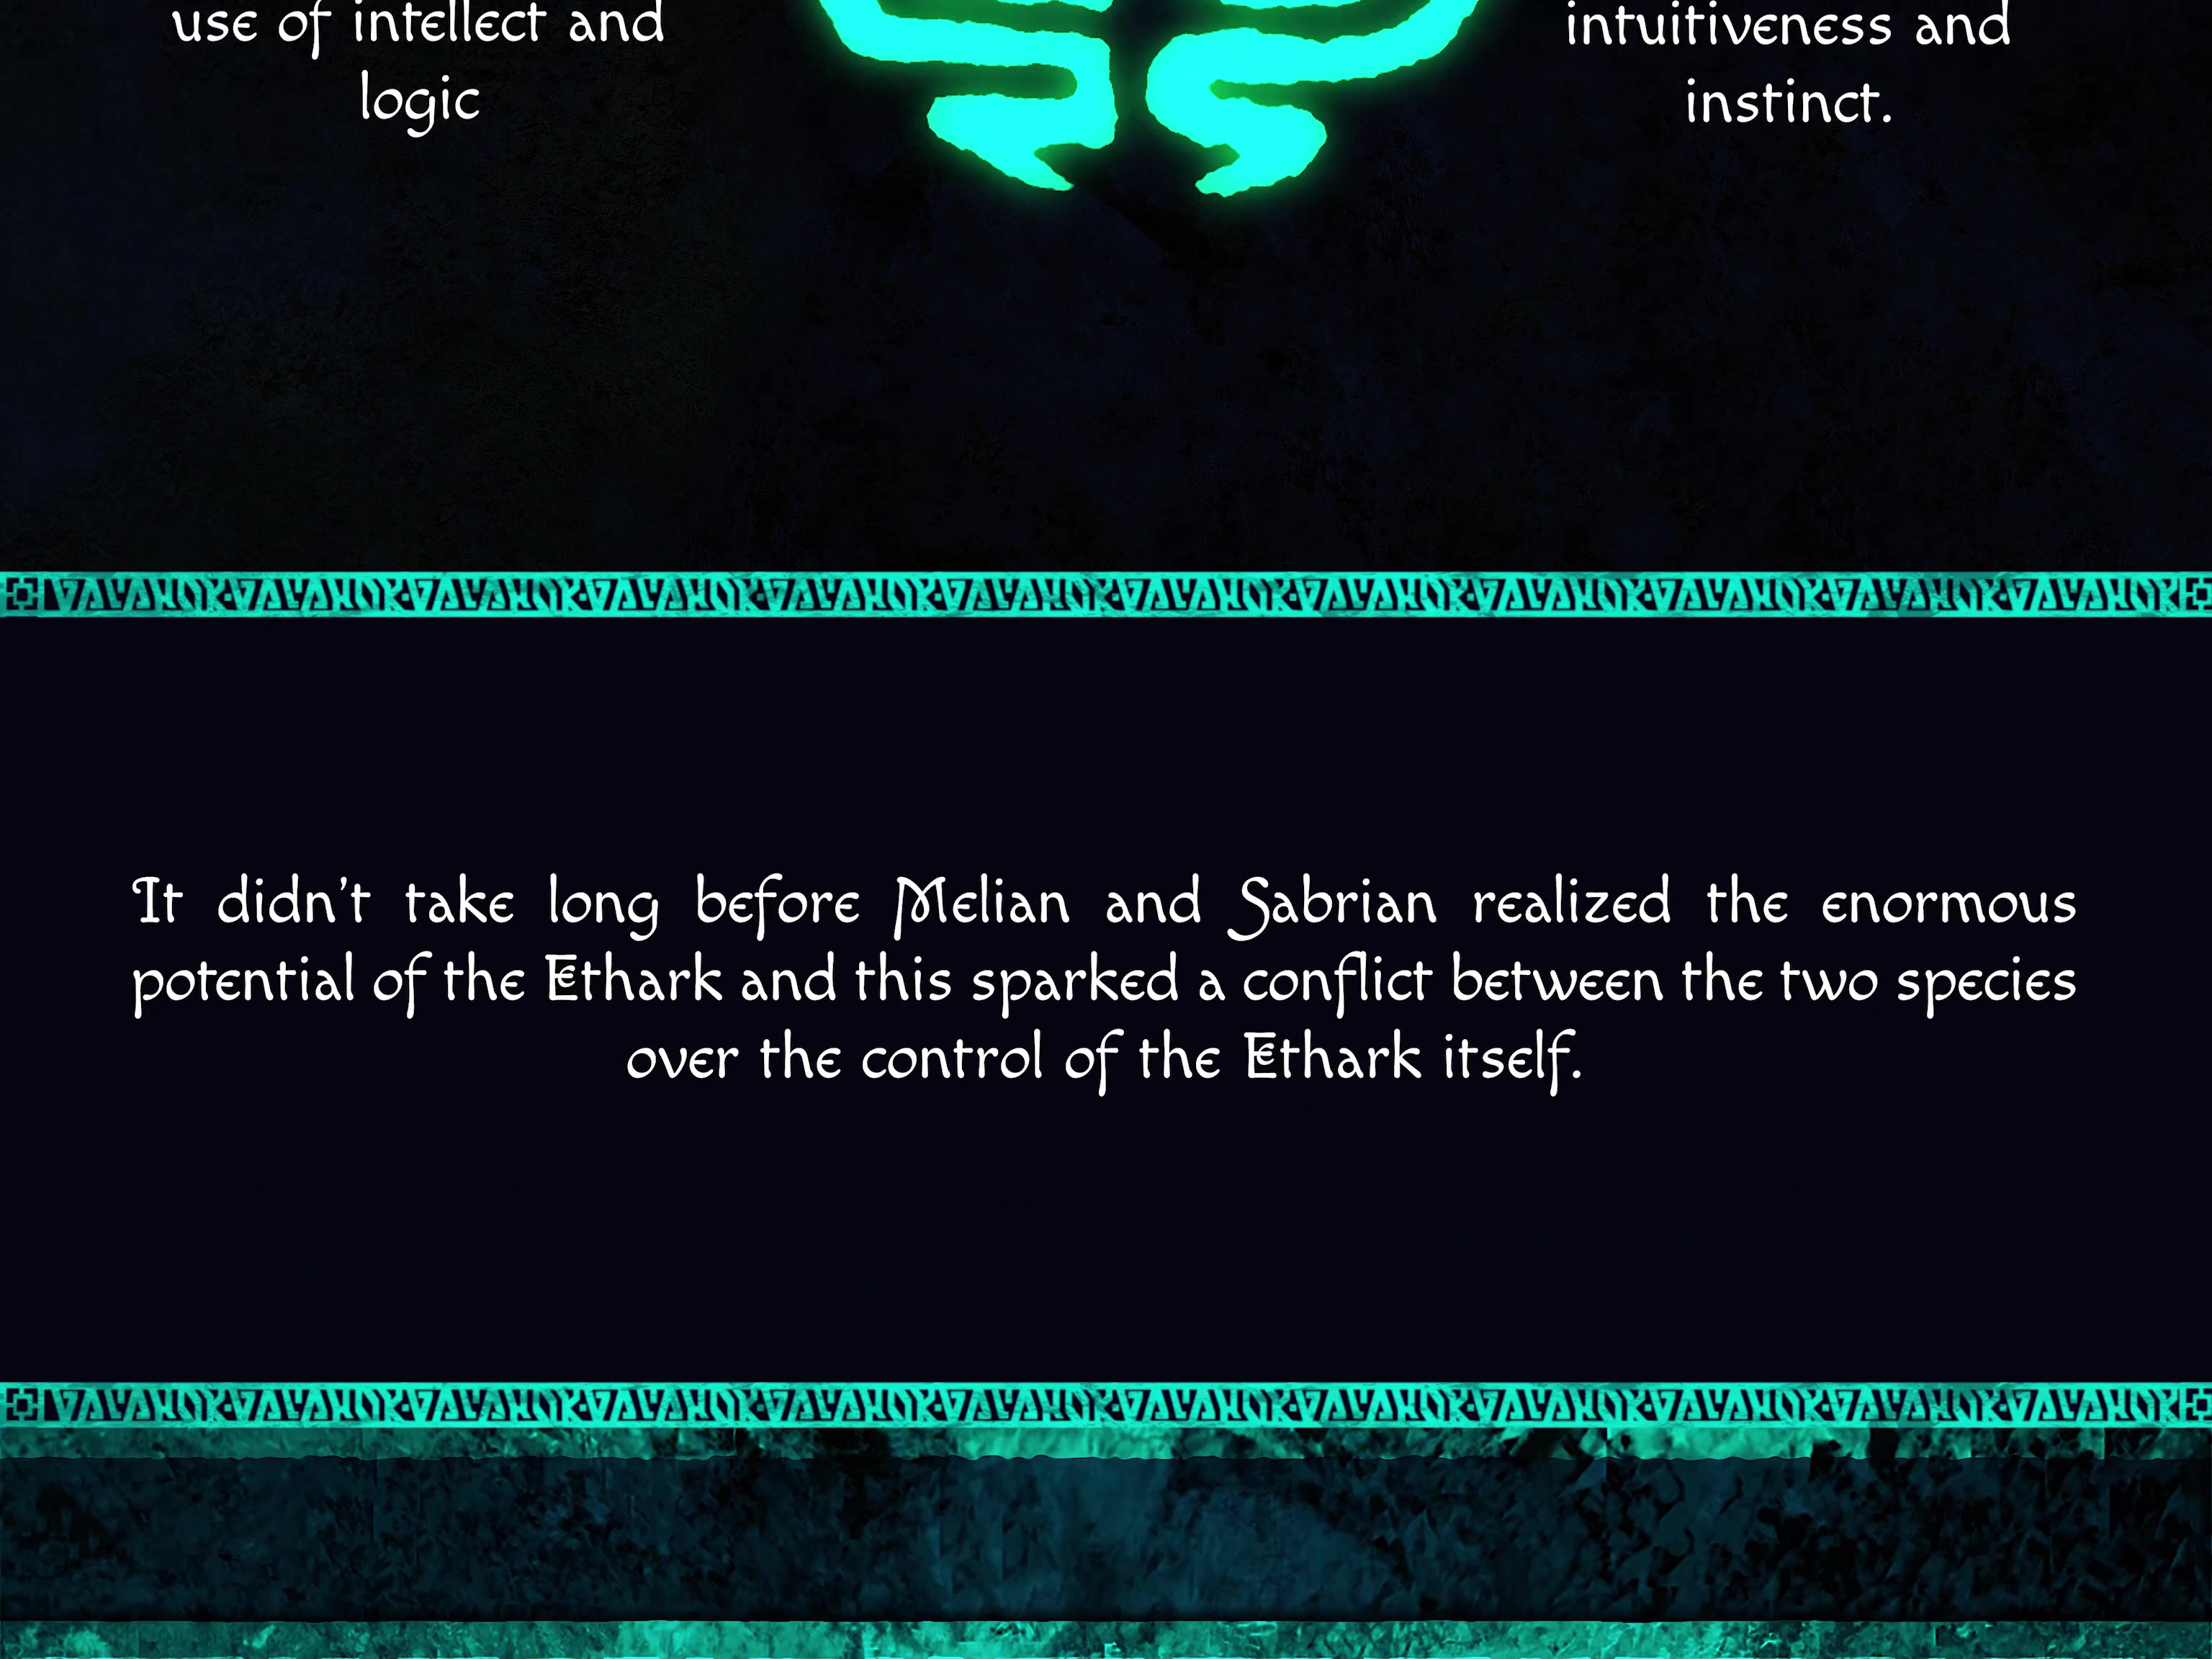 use of intellect and
logic
intuitiveness and
instinct.
It didn't take long before Melian and Sabrian realized the enormous
potential of the Ethark and this sparked a conflict between the two species
over the control of the Ethark itself.